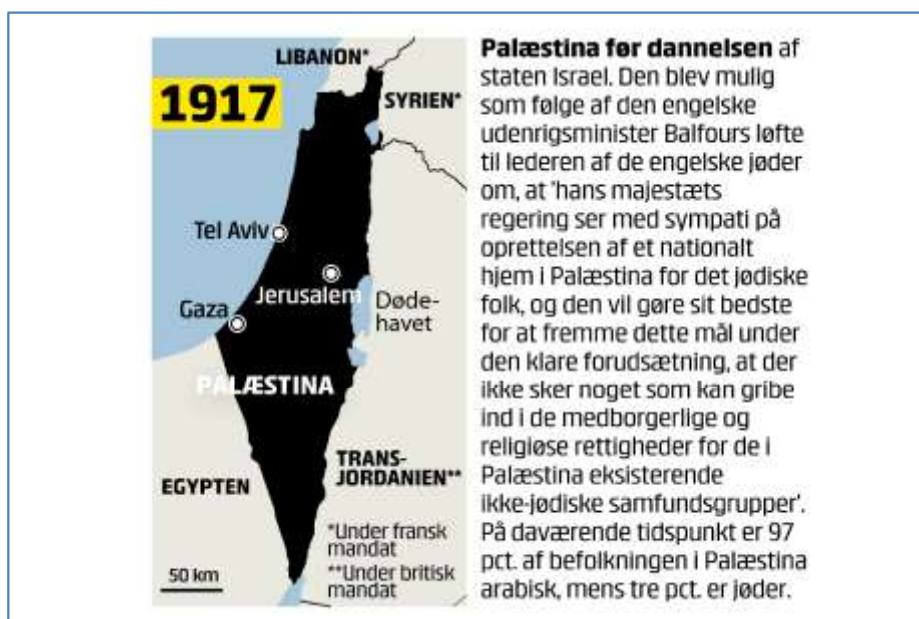 LIBANON*
1917
SYRIEN*
Tel Aviv
Jerusalem
Døde-
havet
Gaza
PALÆSTINA
TRANS-
JORDANIEN**
EGYPTEN
*Under fransk
mandat
**Under britisk
mandat
50 km
Palæstina før dannelsen af
staten Israel. Den blev mulig
som følge af den engelske
udenrigsminister Balfours løfte
til lederen af de engelske jøder
om, at 'hans majestæts
regering ser med sympati på
oprettelsen af et nationalt
hjem i Palæstina for det jødiske
folk, og den vil gøre sit bedste
for at fremme dette mål under
den klare forudsætning, at der
ikke sker noget som kan gribe
ind i de medborgerlige og
religiøse rettigheder for de i
Palæstina eksisterende
ikke-jødiske samfundsgrupper'.
På daværende tidspunkt er 97
pct. af befolkningen i Palæstina
arabisk, mens tre pct. er jøder.